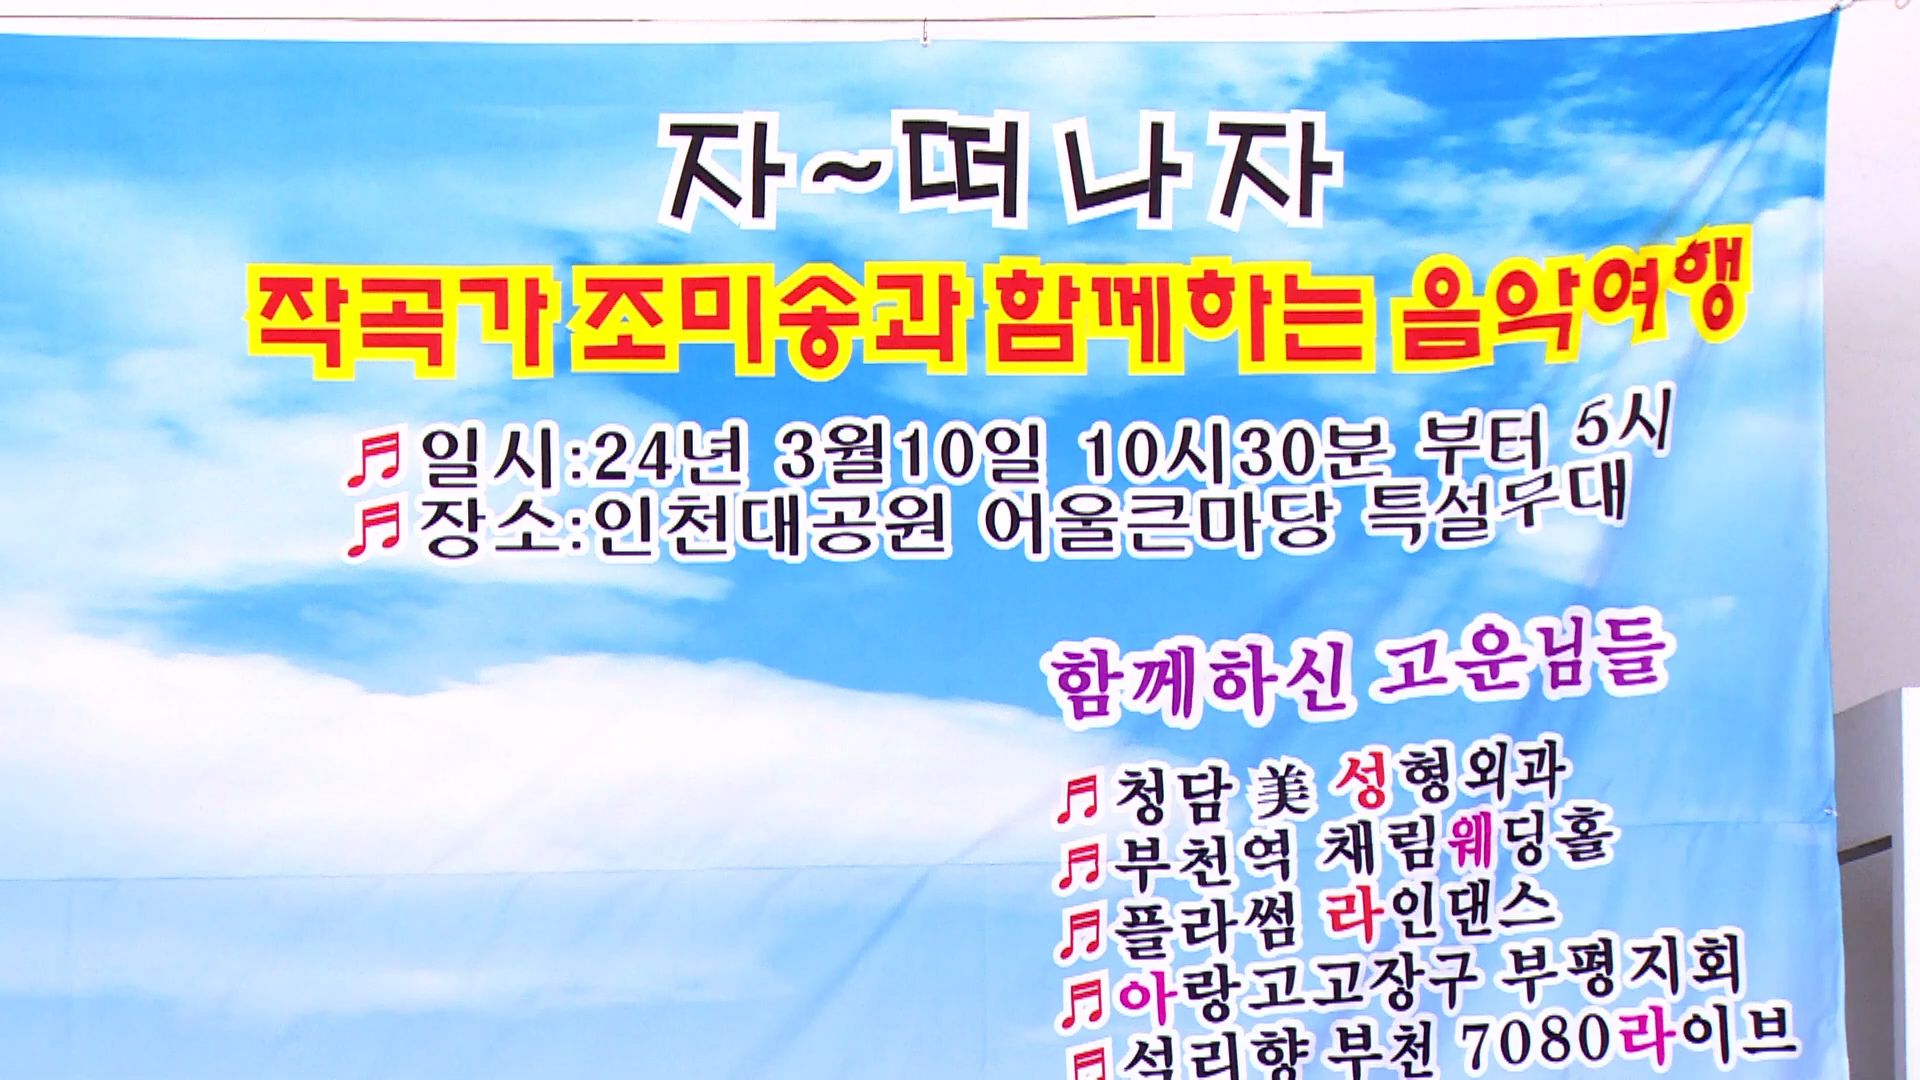 자~떠나자
작곡가 조미송과 함께하는 음악여행
일시:24년 3월10일 10시30분 부터 5시
장소:인천대공원 어울큰마당 특설무대
함께하신 고운님들
청담 美 성형외과
부천역 채림웨딩홀
플라썸 라인댄스
아랑고고장구 부평지회
석리향 부천 7080라이브